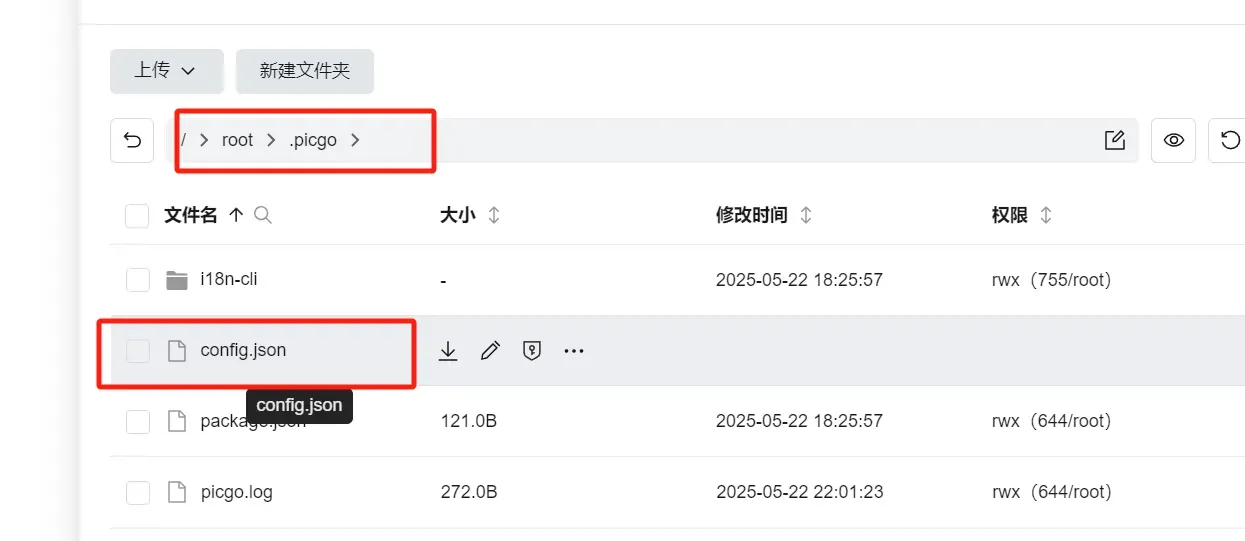 上传 新建文件夹
/ > root > .picgo >
文件名 大小 修改时间 权限
i18n-cli - 2025-05-22 18:25:57 rwx（755/root）
config.json
config.json
package.json 121.0B 2025-05-22 18:25:57 rwx（644/root）
picgo.log 272.0B 2025-05-22 22:01:23 rwx（644/root）